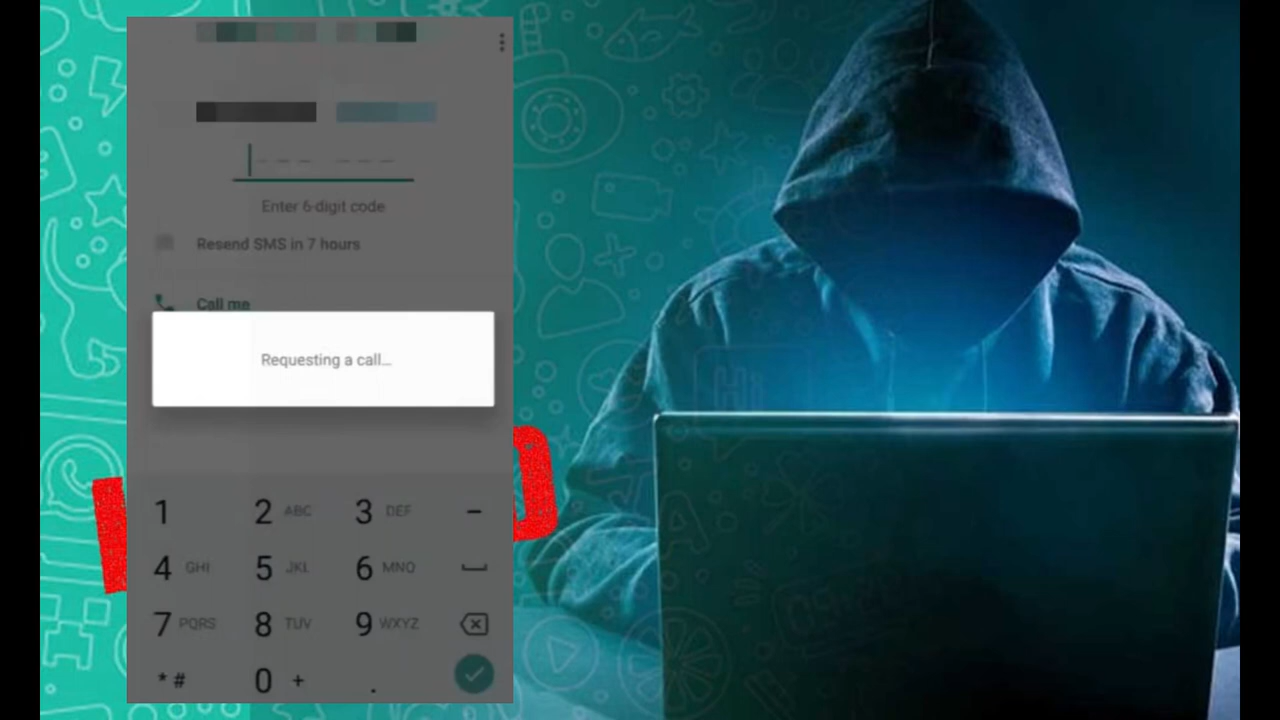 Enter 6-digit code
Resend SMS in 7 hours
Call me
Requesting a call...
1 2 ABC 3 DEF –
4 GHI 5 JKL 6 MNO
7 PQRS 8 TUV 9 WXYZ
* # 0 + .